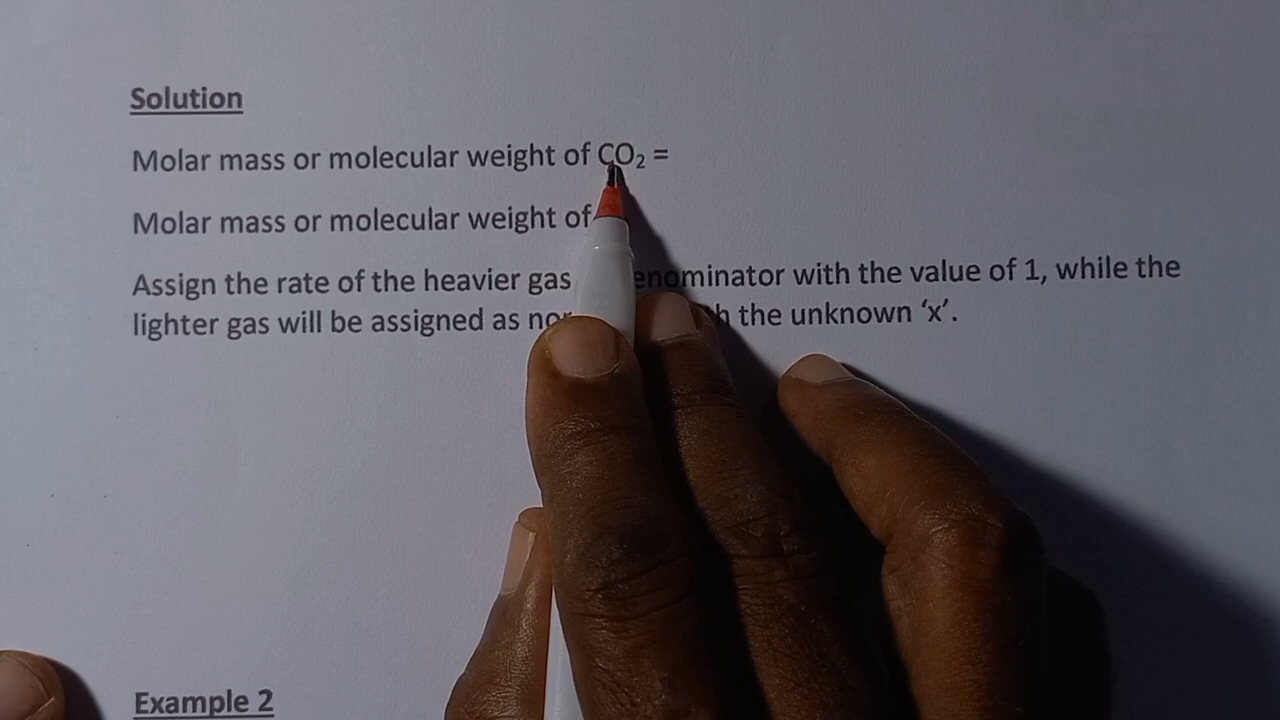 Solution
Molar mass or molecular weight of CO₂ =
Molar mass or molecular weight of
Assign the rate of the heavier gas with the value of 1, while the
lighter gas will be assigned as the unknown ‘x’.
Example 2